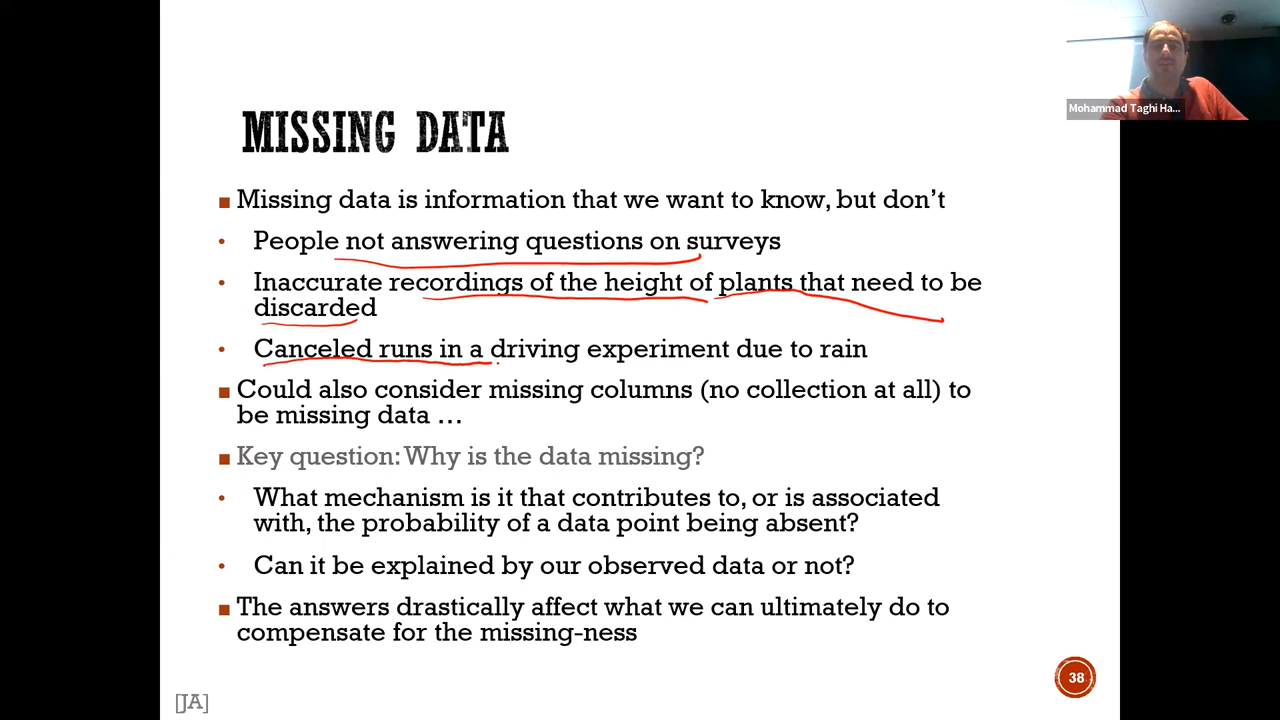 Mohammad Taghi Ha...
MISSING DATA
■ Missing data is information that we want to know, but don't
• People not answering questions on surveys
• Inaccurate recordings of the height of plants that need to be
discarded
• Canceled runs in a driving experiment due to rain
■ Could also consider missing columns (no collection at all) to
be missing data …
■ Key question: Why is the data missing?
• What mechanism is it that contributes to, or is associated
with, the probability of a data point being absent?
• Can it be explained by our observed data or not?
■ The answers drastically affect what we can ultimately do to
compensate for the missing-ness
38
[JA]